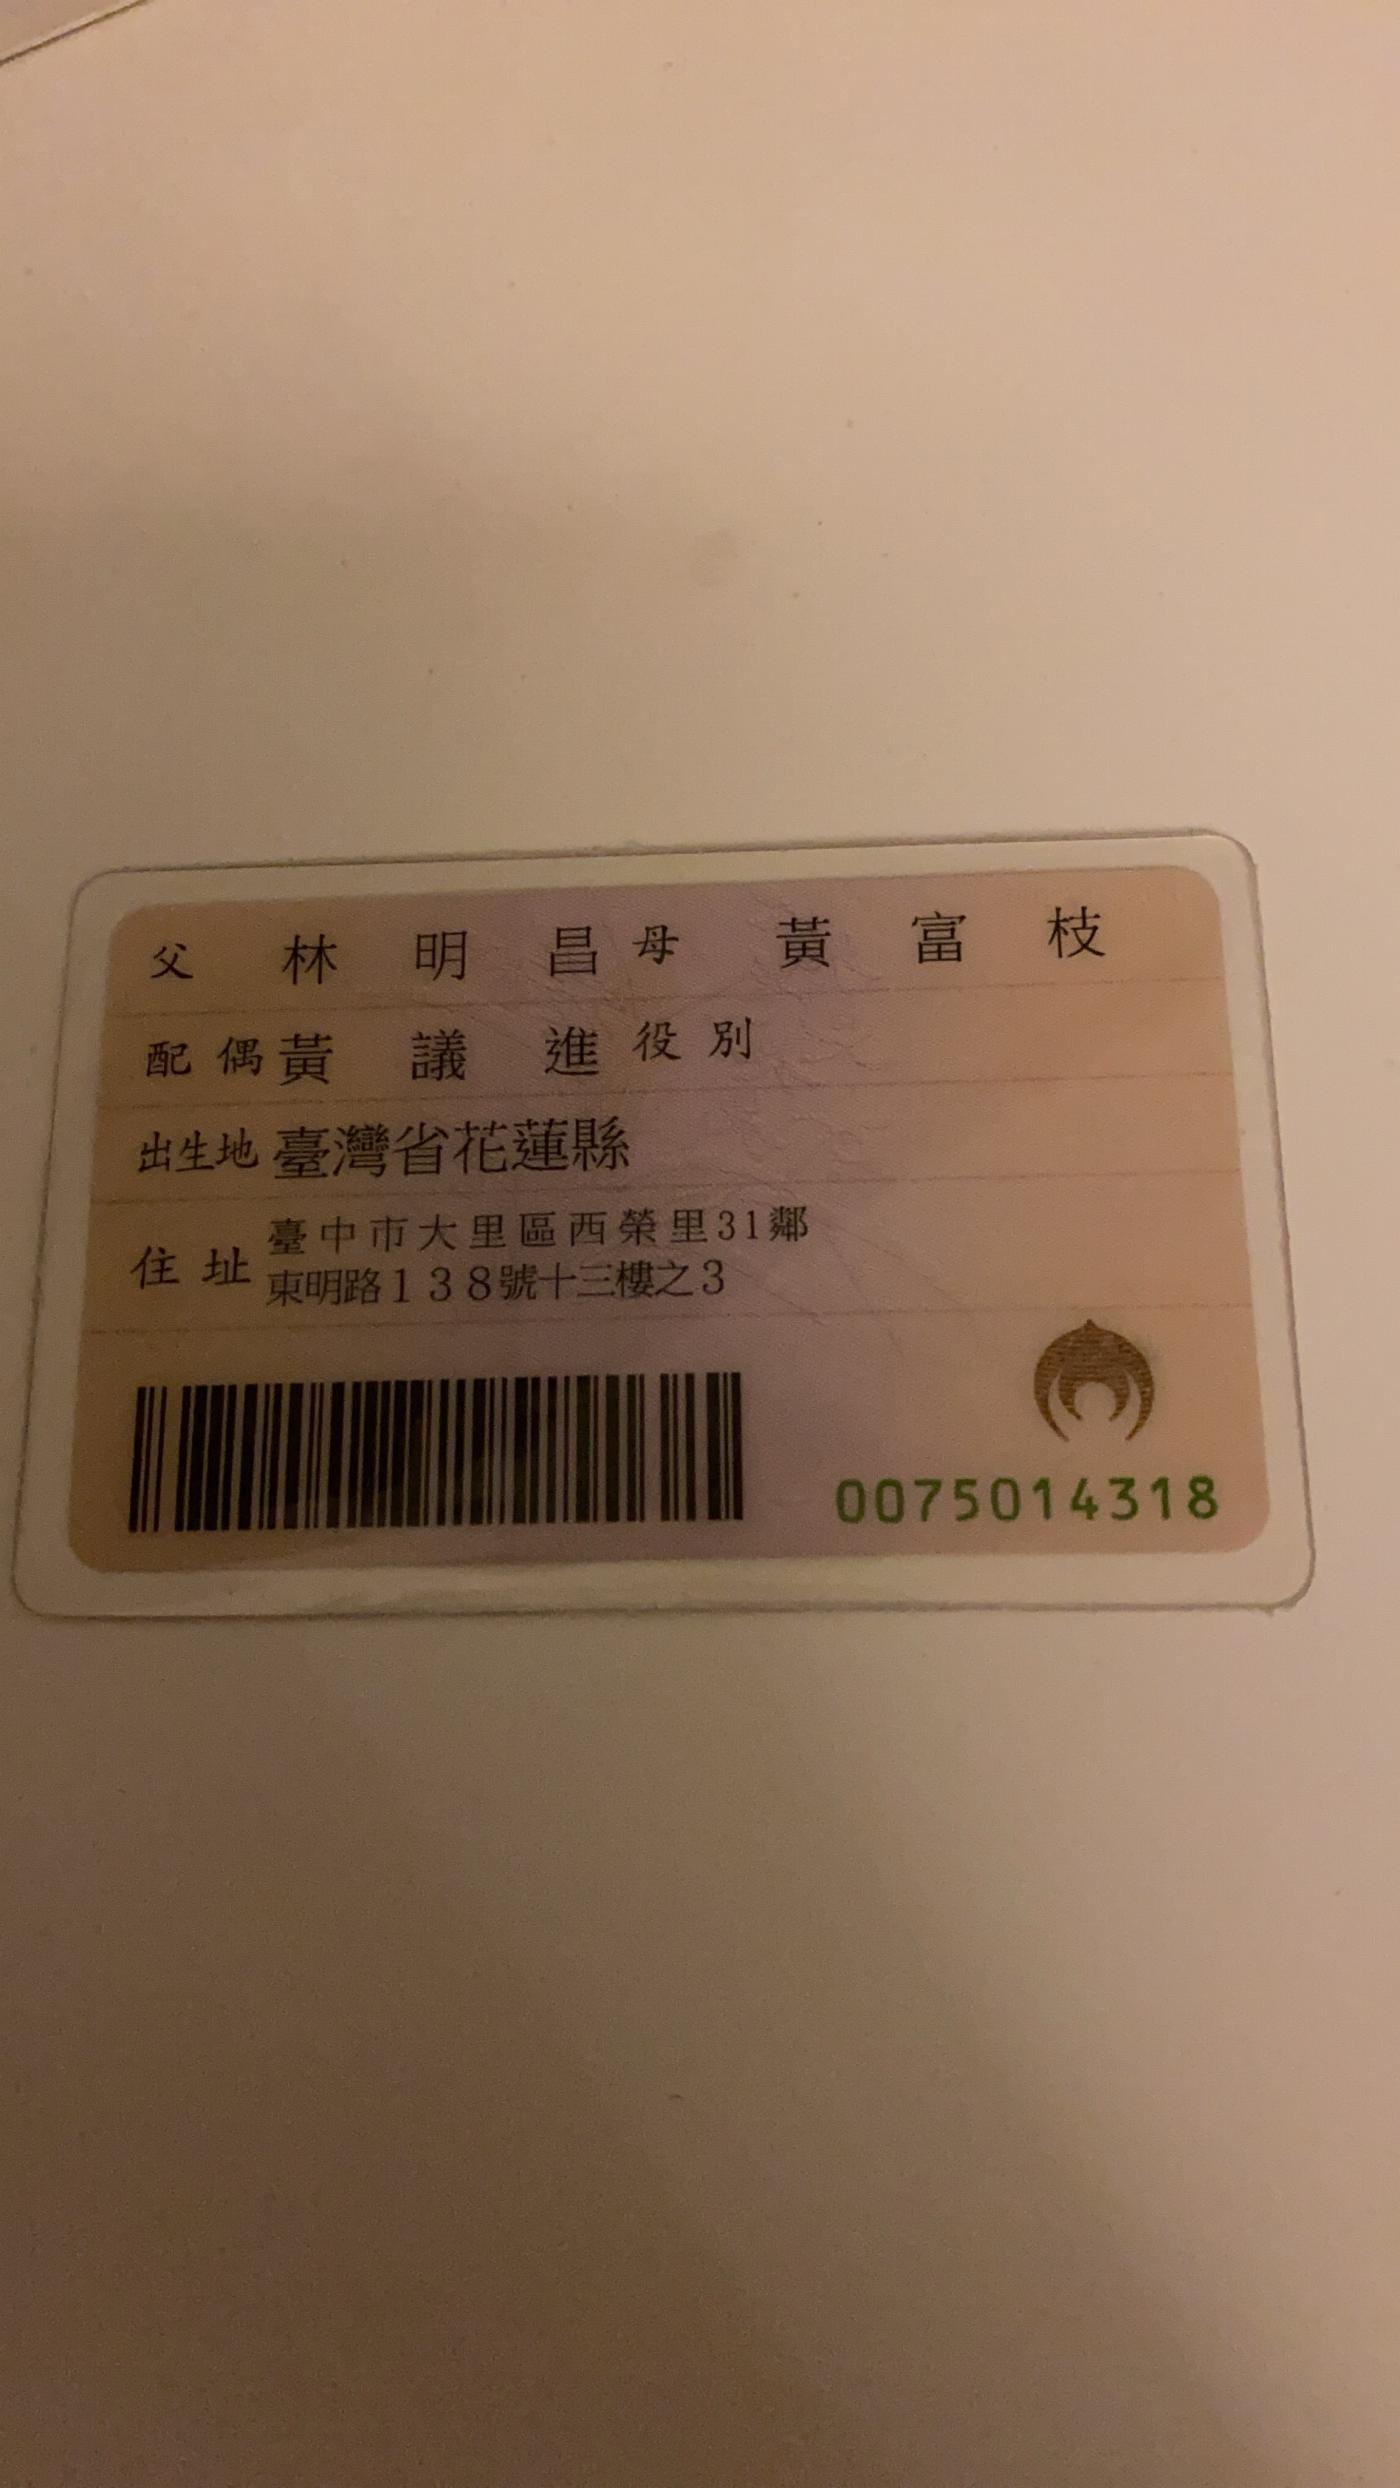 父 林明昌 母 黃富枝
配偶 黃議進 役別
出生地 臺灣省花蓮縣
住址 臺中市大里區西榮里31鄰
東明路138號十三樓之3
0075014318